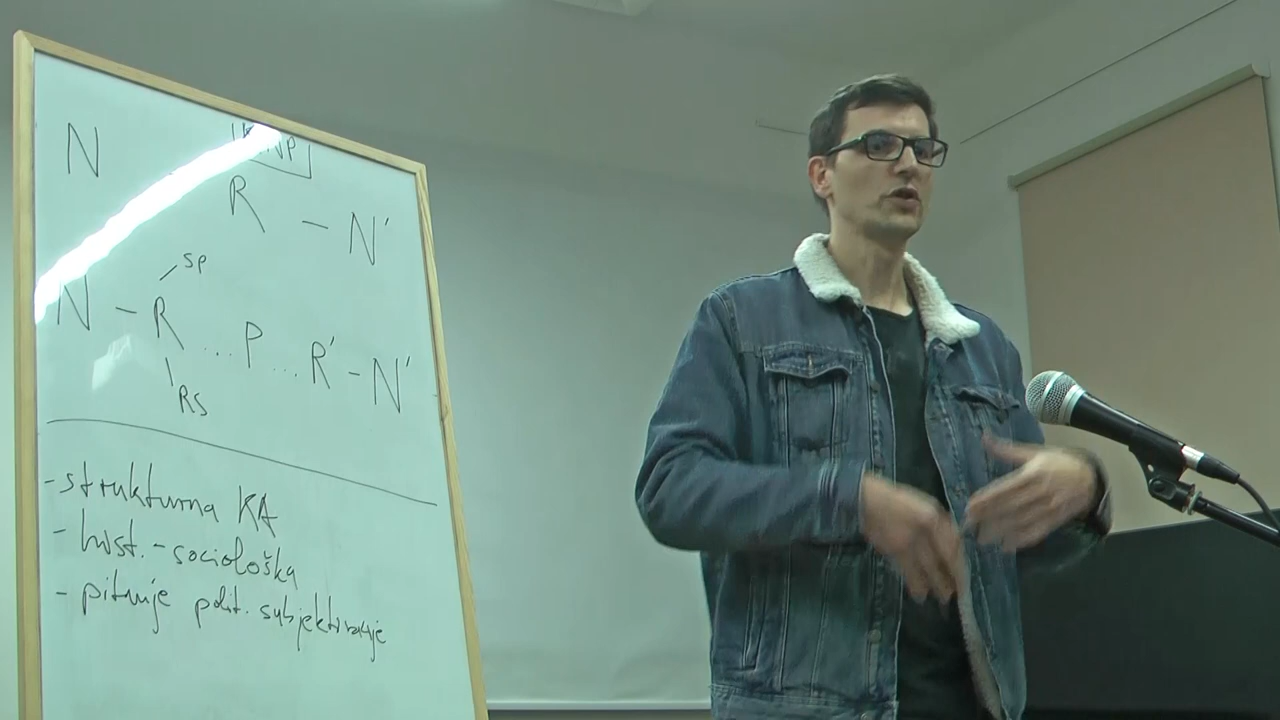 N
R - N'
SP
N - R .... P ... R' - N'
RS
- strukturna KA
- hist. - sociološka
- pitanje polit. subjektivacije